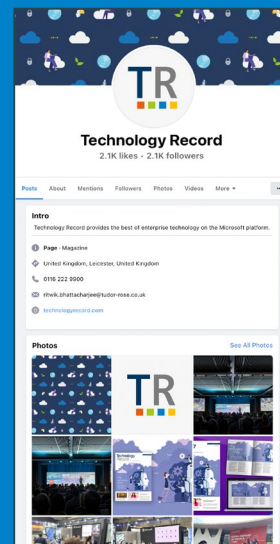 TR
Technology Record
2.1K likes • 2.1K followers
Posts About Mentions Followers Photos Videos More
Intro
Technology Record provides the best of enterprise technology on the Microsoft platform.
Page · Magazine
United Kingdom, Leicester, United Kingdom
0116 222 9900
ritwik.bhattacharjee@tudor-rose.co.uk
technologyrecord.com
Photos
See All Photos
TR
Technology